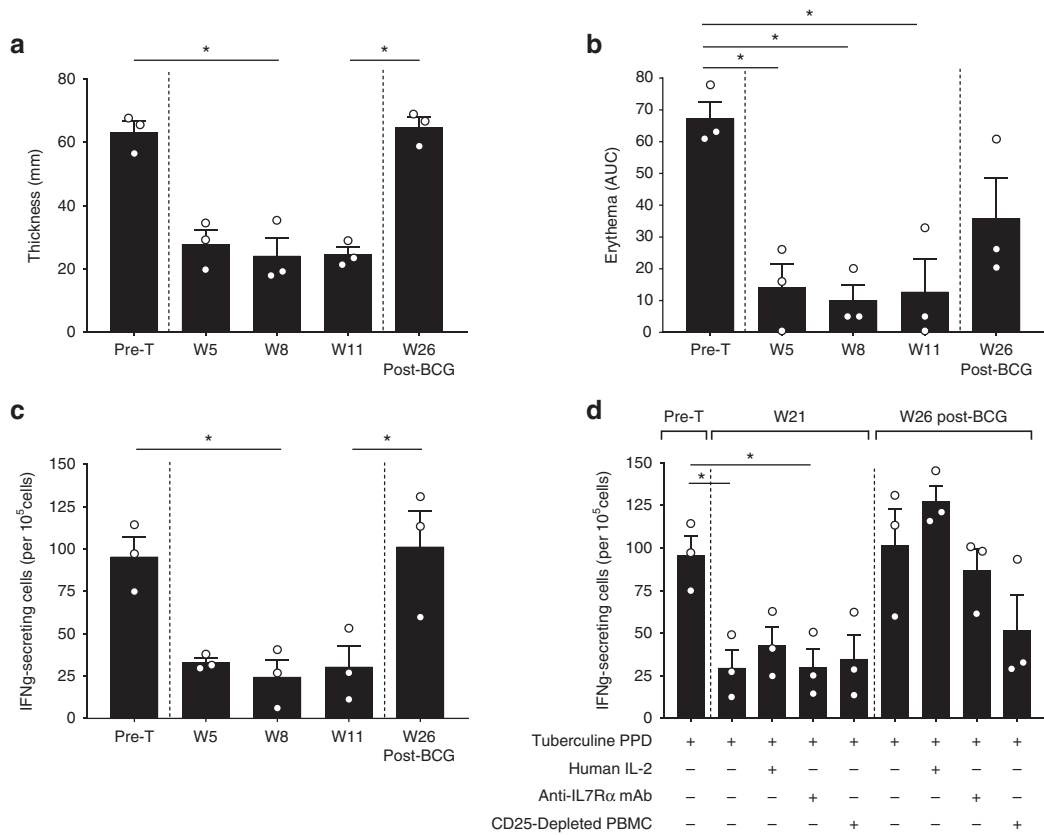 a
*
*
Thickness (mm)
80
60
40
20
0
Pre-T W5 W8 W11 W26
Post-BCG
b
*
*
*
Erythema (AUC)
80
70
60
50
40
30
20
10
0
Pre-T W5 W8 W11 W26
Post-BCG
c
*
*
IFNg-secreting cells (per 10⁵cells)
150
125
100
75
50
25
0
Pre-T W5 W8 W11 W26
Post-BCG
d
Pre-T W21 W26 post-BCG
*
*
IFNg-secreting cells (per 10⁵cells)
150
125
100
75
50
25
0
Tuberculine PPD + + + + + + + + +
Human IL-2 – – + – – – + – –
Anti-IL7Rα mAb – – – + – – – + –
CD25-Depleted PBMC – – – – + – – – +